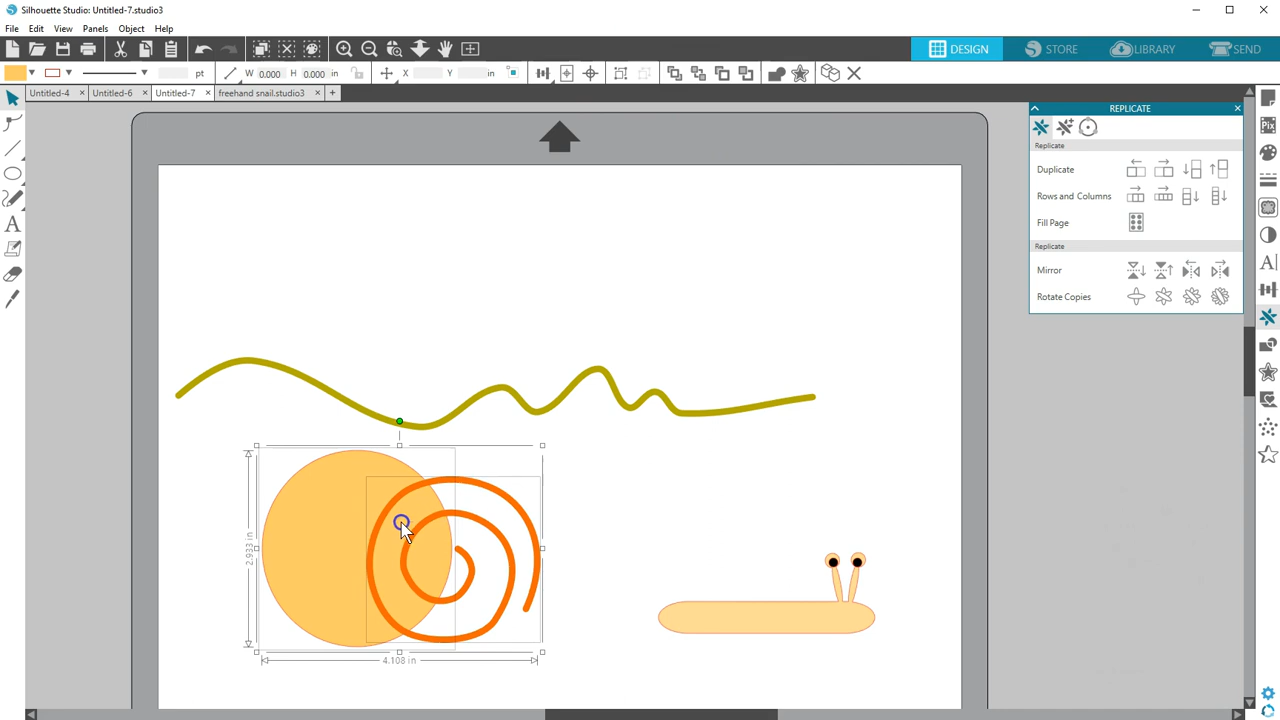 Silhouette Studio: Untitled-7.studio3
File Edit View Panels Object Help
DESIGN STORE LIBRARY SEND
pt W 0.000 H 0.000 in X Y in
Untitled-4 × Untitled-6 × Untitled-7 × freehand snail.studio3 × +
REPLICATE
Replicate
Duplicate
Rows and Columns
Fill Page
Replicate
Mirror
Rotate Copies
2.933 in
4.108 in